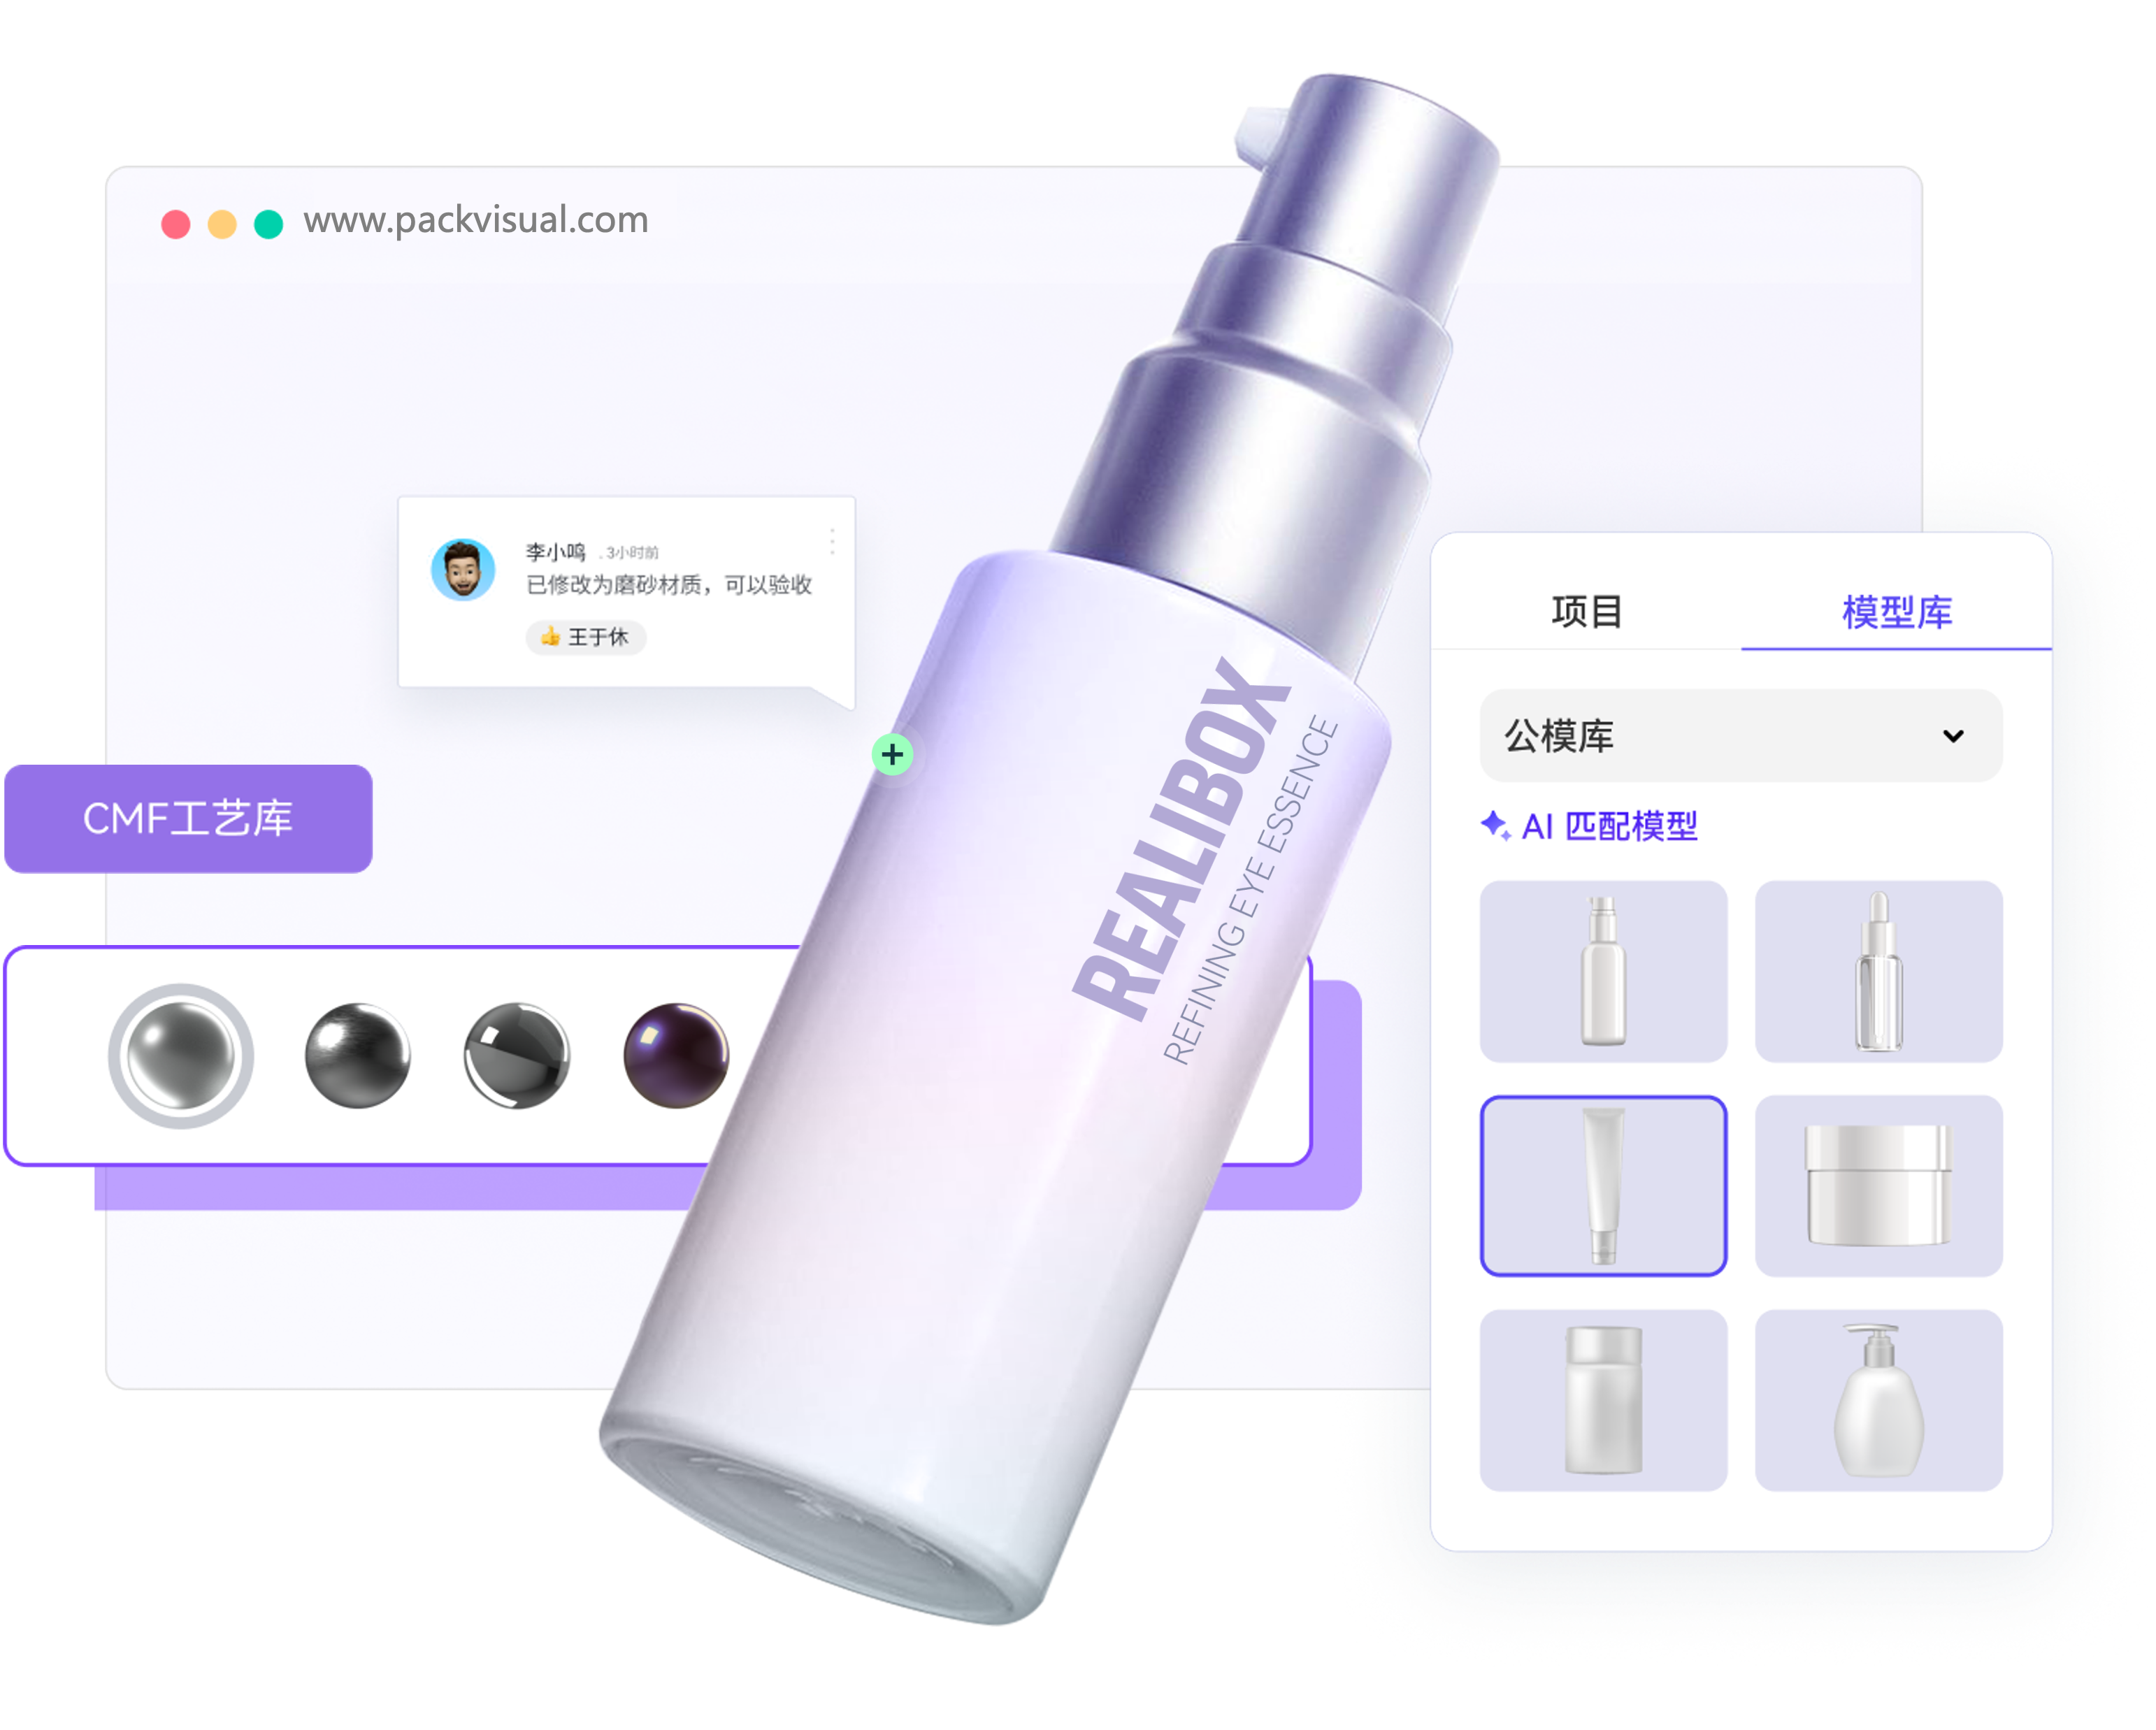 www.packvisual.com
李小鸣 . 3小时前
已修改为磨砂材质，可以验收
👍 王于休
CMF工艺库
REALIBOX
REFINING EYE ESSENCE
项目 模型库
公模库
AI 匹配模型